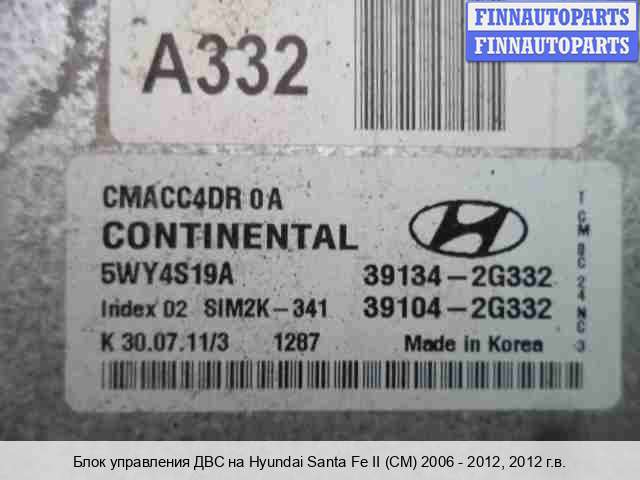 FINNAUTOPARTS
FINNAUTOPARTS
A332
CMACC4DR 0A
CONTINENTAL
5WY4S19A 39134-2G332
Index 02 SIM2K-341 39104-2G332
K 30.07.11/3 1287 Made in Korea
Блок управления ДВС на Hyundai Santa Fe II (CM) 2006 - 2012, 2012 г.в.